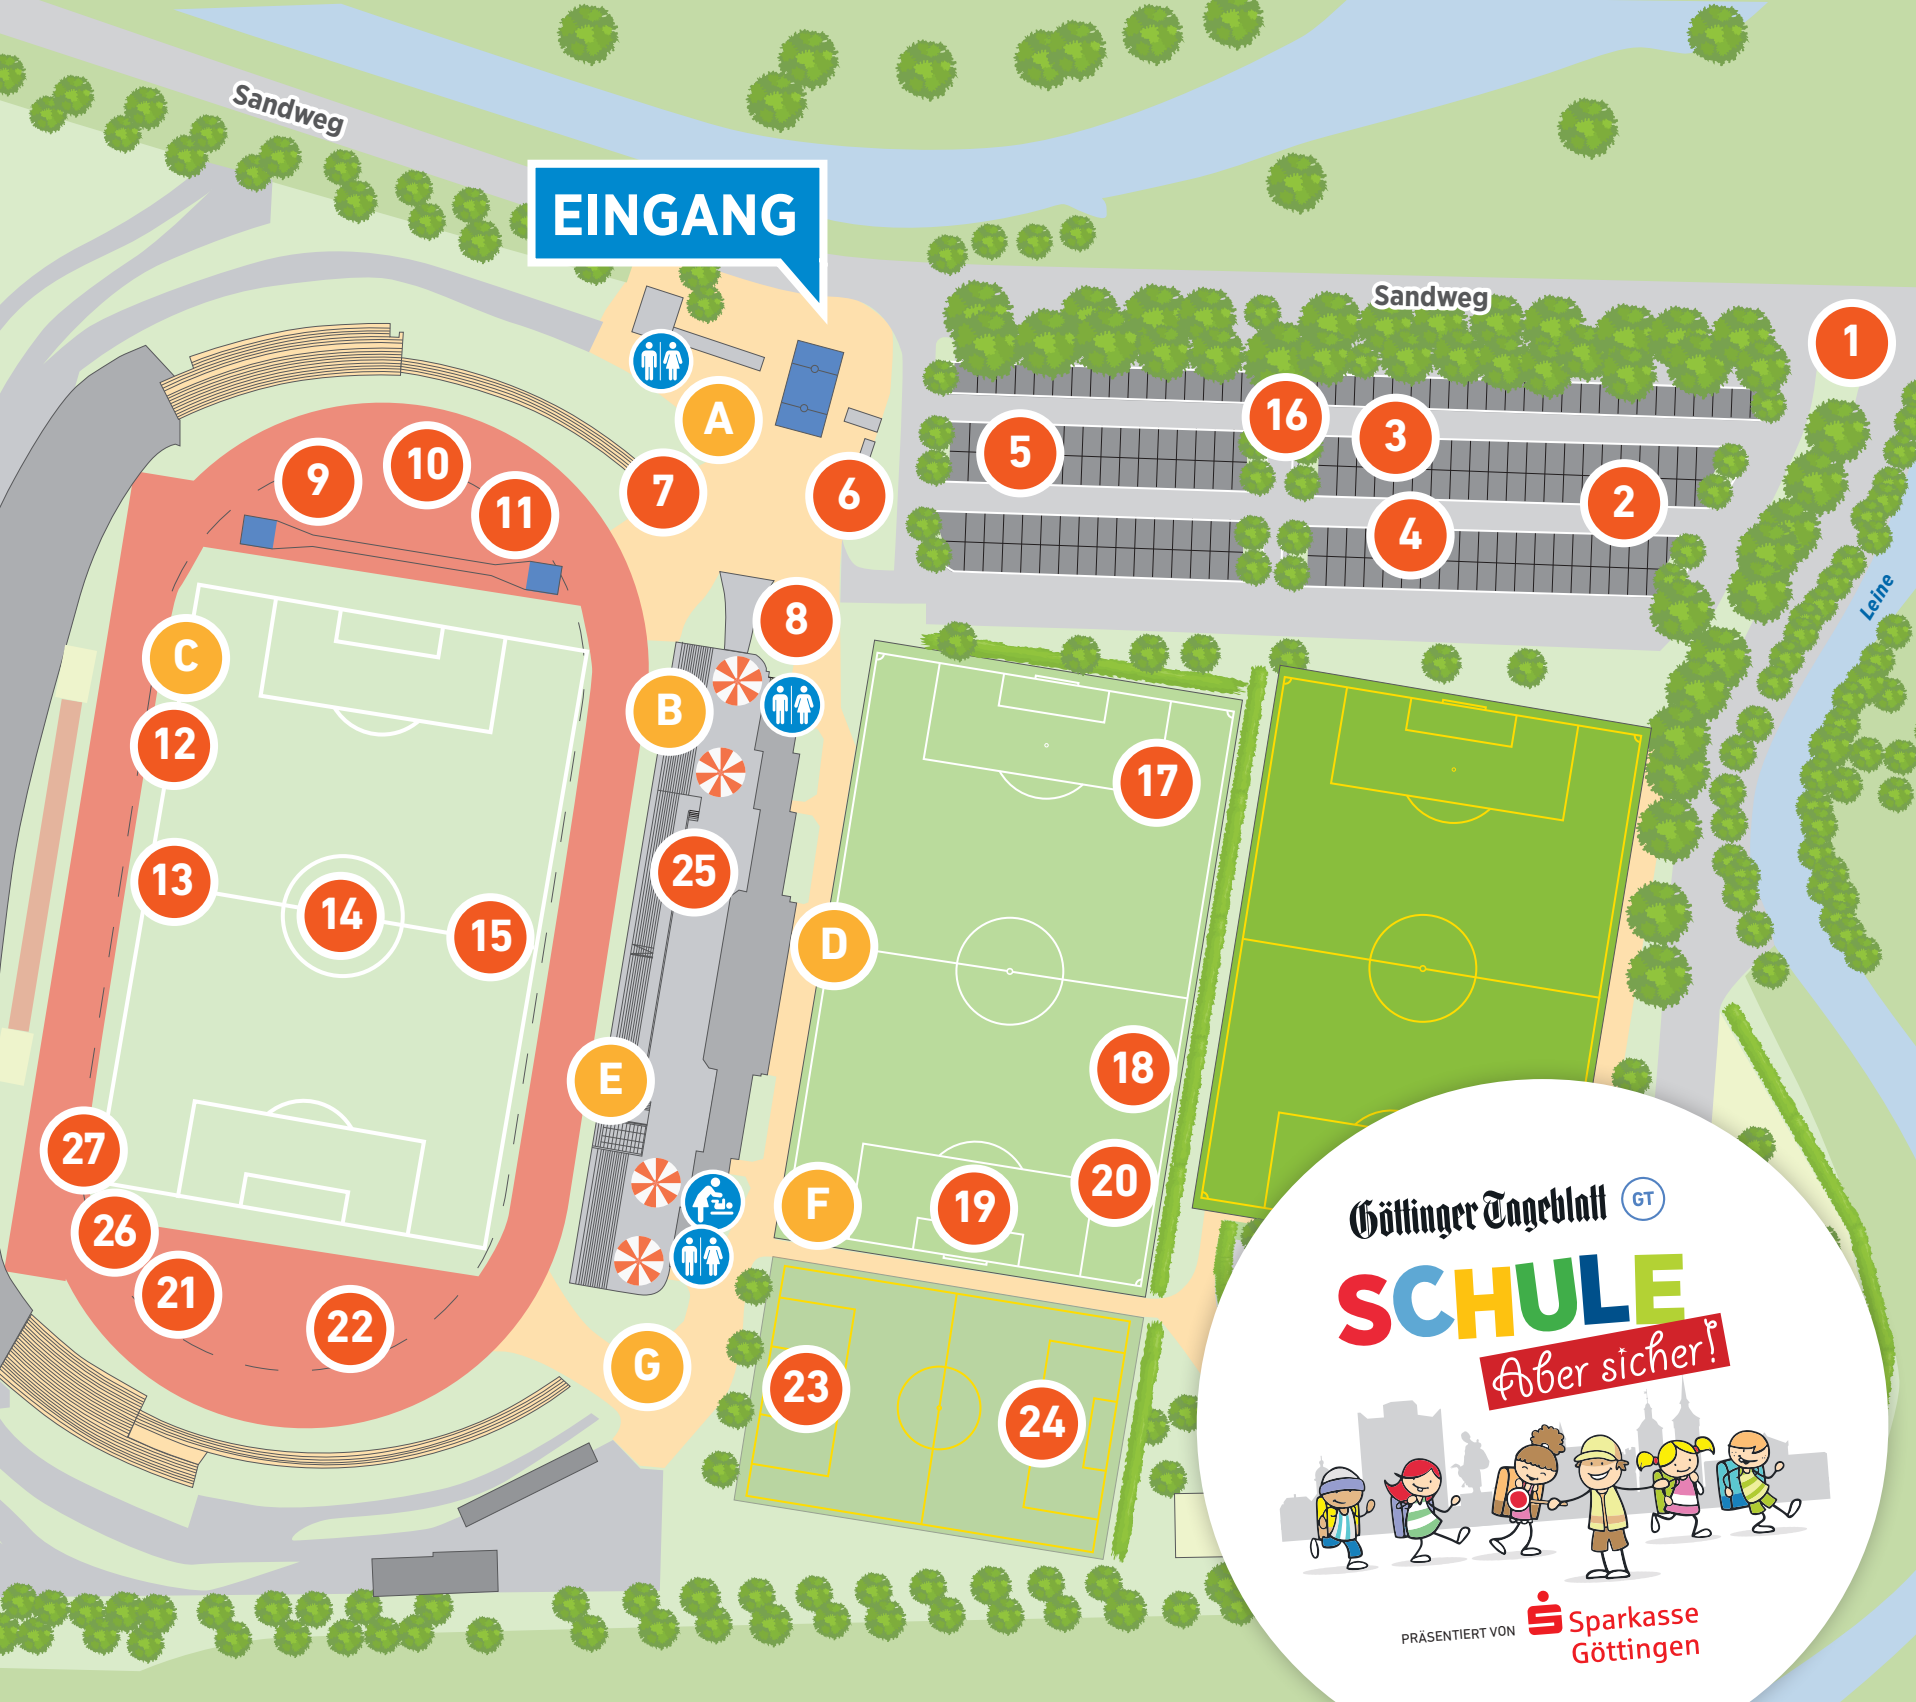 Sandweg
EINGANG
Sandweg
1
A
16
3
5
9
10
7
6
2
11
4
Leine
8
C
B
12
17
25
13
14
15
D
18
E
27
20
F
19
26
21
22
G
23
24
Göttinger Tageblatt GT
SCHULE
Aber sicher!
PRÄSENTIERT VON Sparkasse
Göttingen